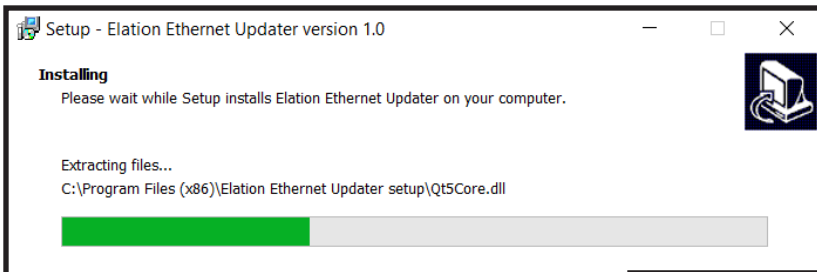 Setup - Elation Ethernet Updater version 1.0
Installing
Please wait while Setup installs Elation Ethernet Updater on your computer.
Extracting files...
C:\Program Files (x86)\Elation Ethernet Updater setup\Qt5Core.dll